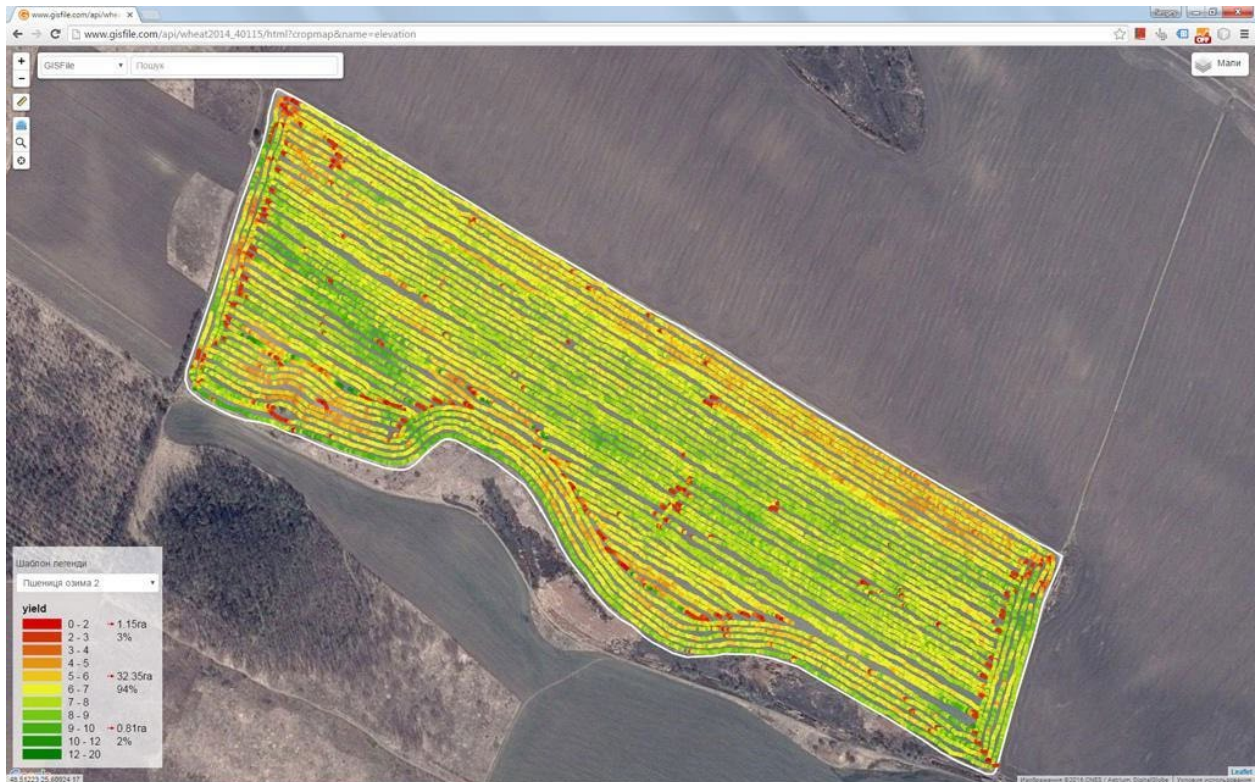 www.gisfile.com/api/whe
www.gisfile.com/api/wheat2014_40115/html?cropmap&name=elevation
OFF
+
−
GISFile
Пошук
Мапи
Шаблон легенди
Пшениця озима 2
yield
0 - 2 1.15га
2 - 3 3%
3 - 4
4 - 5
5 - 6 32.35га
6 - 7 94%
7 - 8
8 - 9
9 - 10 0.81га
10 - 12 2%
12 - 20
Leaflet